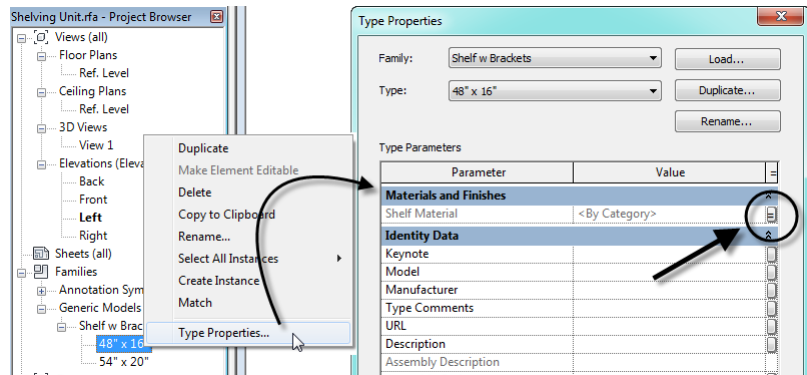 Shelving Unit.rfa - Project Browser
Views (all)
Floor Plans
Ref. Level
Ceiling Plans
Ref. Level
3D Views
View 1
Elevations (Eleva
Back
Front
Left
Right
Sheets (all)
Families
Annotation Sym
Generic Models
Shelf w Brac
48" x 16
54" x 20"
Duplicate
Make Element Editable
Delete
Copy to Clipboard
Rename...
Select All Instances
Create Instance
Match
Type Properties...
Type Properties
Family: Shelf w Brackets Load...
Type: 48" x 16" Duplicate...
Rename...
Type Parameters
Parameter Value =
Materials and Finishes
Shelf Material <By Category> =
Identity Data
Keynote
Model
Manufacturer
Type Comments
URL
Description
Assembly Description